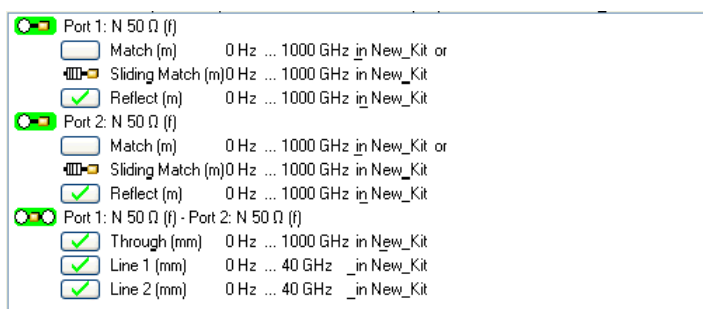 Port 1: N 50 Ω (f)
Match (m) 0 Hz ... 1000 GHz in New_Kit or
Sliding Match (m)0 Hz ... 1000 GHz in New_Kit
Reflect (m) 0 Hz ... 1000 GHz in New_Kit
Port 2: N 50 Ω (f)
Match (m) 0 Hz ... 1000 GHz in New_Kit or
Sliding Match (m)0 Hz ... 1000 GHz in New_Kit
Reflect (m) 0 Hz ... 1000 GHz in New_Kit
Port 1: N 50 Ω (f) - Port 2: N 50 Ω (f)
Through (mm) 0 Hz ... 1000 GHz in New_Kit
Line 1 (mm) 0 Hz ... 40 GHz _in New_Kit
Line 2 (mm) 0 Hz ... 40 GHz _in New_Kit